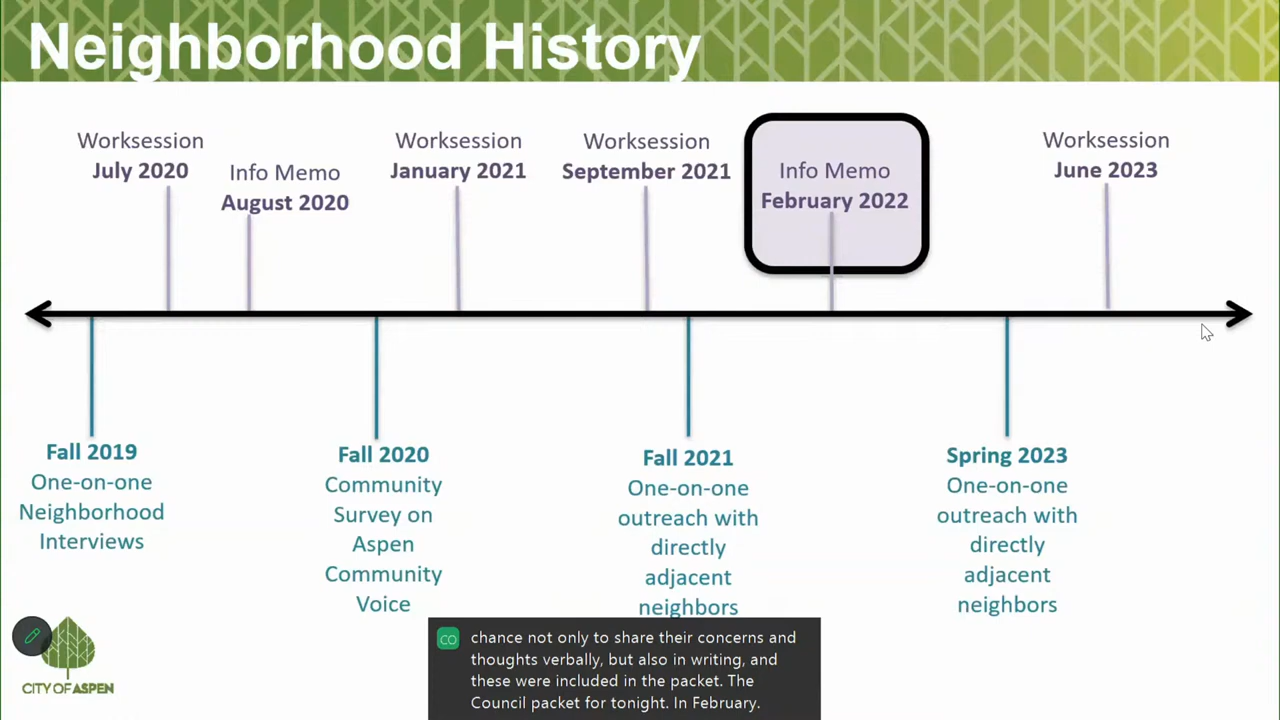 Neighborhood History
Worksession
July 2020
Info Memo
August 2020
Worksession
January 2021
Worksession
September 2021
Info Memo
February 2022
Worksession
June 2023
Fall 2019
One-on-one
Neighborhood
Interviews
Fall 2020
Community
Survey on
Aspen
Community
Voice
Fall 2021
One-on-one
outreach with
directly
adjacent
neighbors
Spring 2023
One-on-one
outreach with
directly
adjacent
neighbors
CITY OF ASPEN
CO
chance not only to share their concerns and
thoughts verbally, but also in writing, and
these were included in the packet. The
Council packet for tonight. In February.